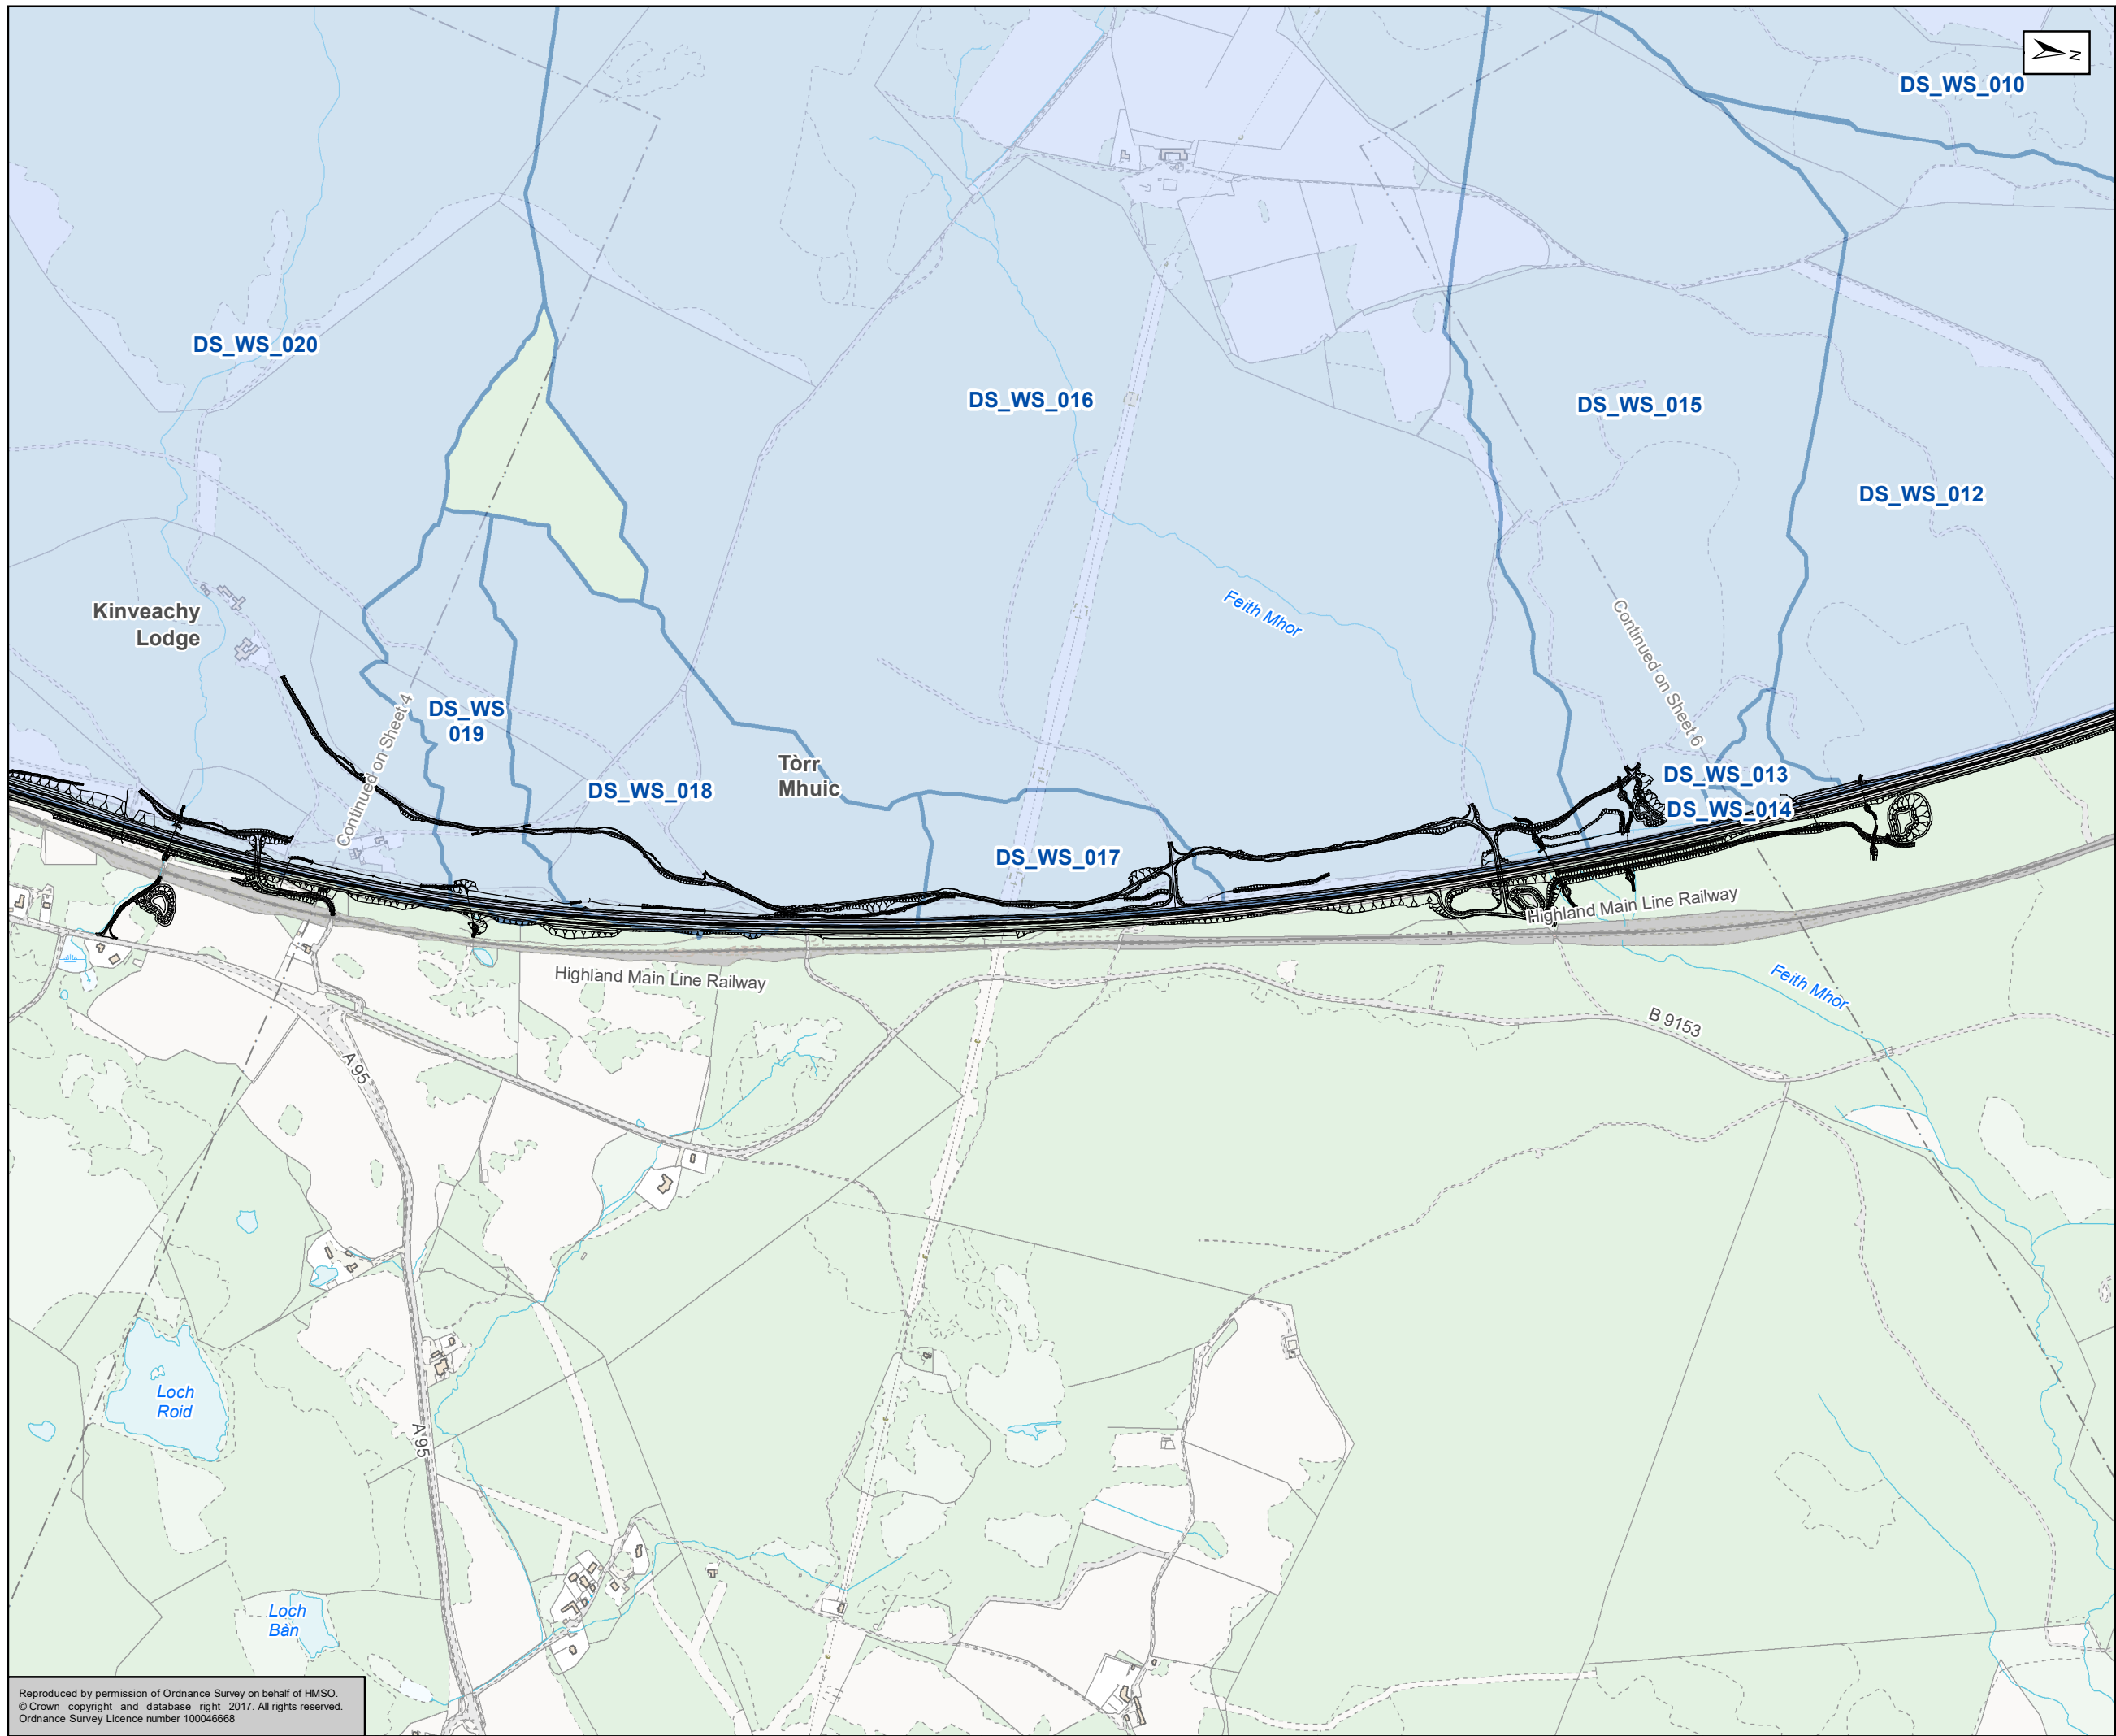 N
DS_WS_010
DS_WS_020
DS_WS_016
DS_WS_015
DS_WS_012
Feith Mhor
Continued on Sheet 6
Kinveachy
Lodge
Continued on Sheet 4
DS_WS
019
DS_WS_018
Tòrr
Mhuic
DS_WS_013
DS_WS_014
DS_WS_017
Highland Main Line Railway
Highland Main Line Railway
Feith Mhor
B 9153
A 95
Loch
Roid
A 95
Loch
Bàn
Reproduced by permission of Ordnance Survey on behalf of HMSO.
© Crown copyright and database right 2017. All rights reserved.
Ordnance Survey Licence number 100046668